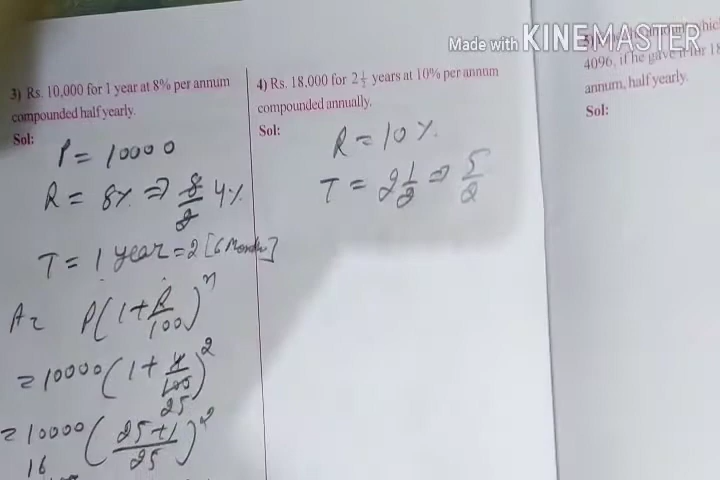 Made with KINEMASTER
3) Rs. 10,000 for 1 year at 8% per annum
compounded half yearly.
Sol:
P = 10000
R = 8% ⇒ 8/2 4%
T = 1 year = 2 [6 Months]
A = P(1 + R/100)^n
= 10000 (1 + 4/100)^2
25
= 10000 (25+1/25)^2
16
4) Rs. 18,000 for 2 1/2 years at 10% per annum
compounded annually.
Sol:
R = 10%.
T = 2 1/2 ⇒ 5/2
4096, if he gave it for 18
annum, half yearly.
Sol: